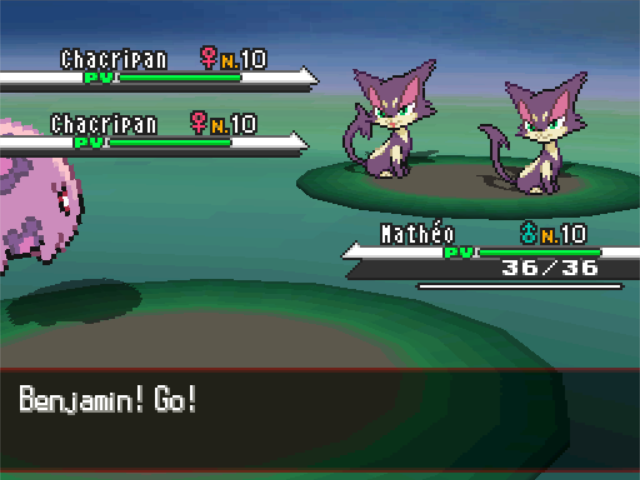 Chacripan ♀ N.10
PV
Chacripan ♀ N.10
PV
Mathéo ♂ N.10
PV
36/36
Benjamin! Go!